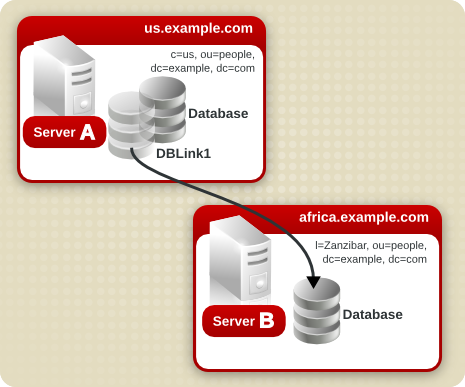 us.example.com
c=us, ou=people,
dc=example, dc=com
Database
Server A
DBLink1
africa.example.com
l=Zanzibar, ou=people,
dc=example, dc=com
Database
Server B